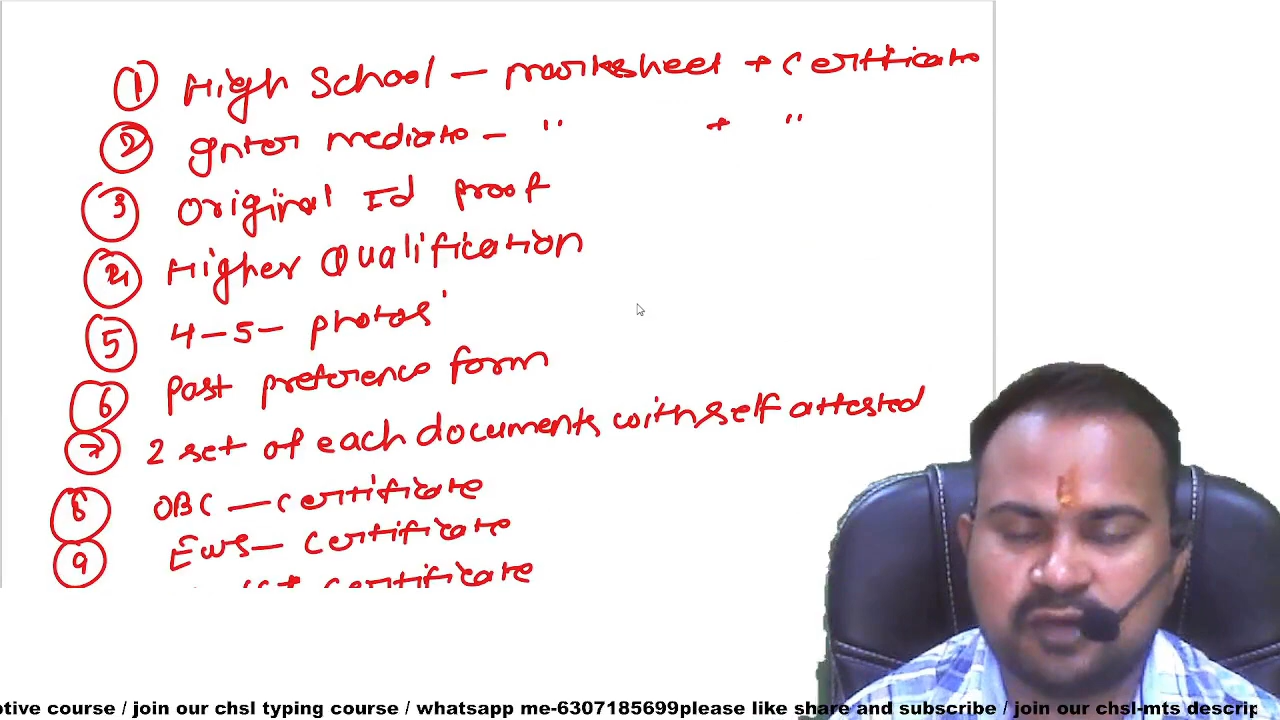 1 High School - marksheet + certificate
2 Inter mediate - " + "
3 Original Id proof
4 Higher Qualification
5 4-5- photos'
6 Post preference form
7 2 set of each documents with self attested
8 OBC - certificate
9 EWS - certificate
certificate
otive course / join our chsl typing course / whatsapp me-6307185699please like share and subscribe / join our chsl-mts descrip